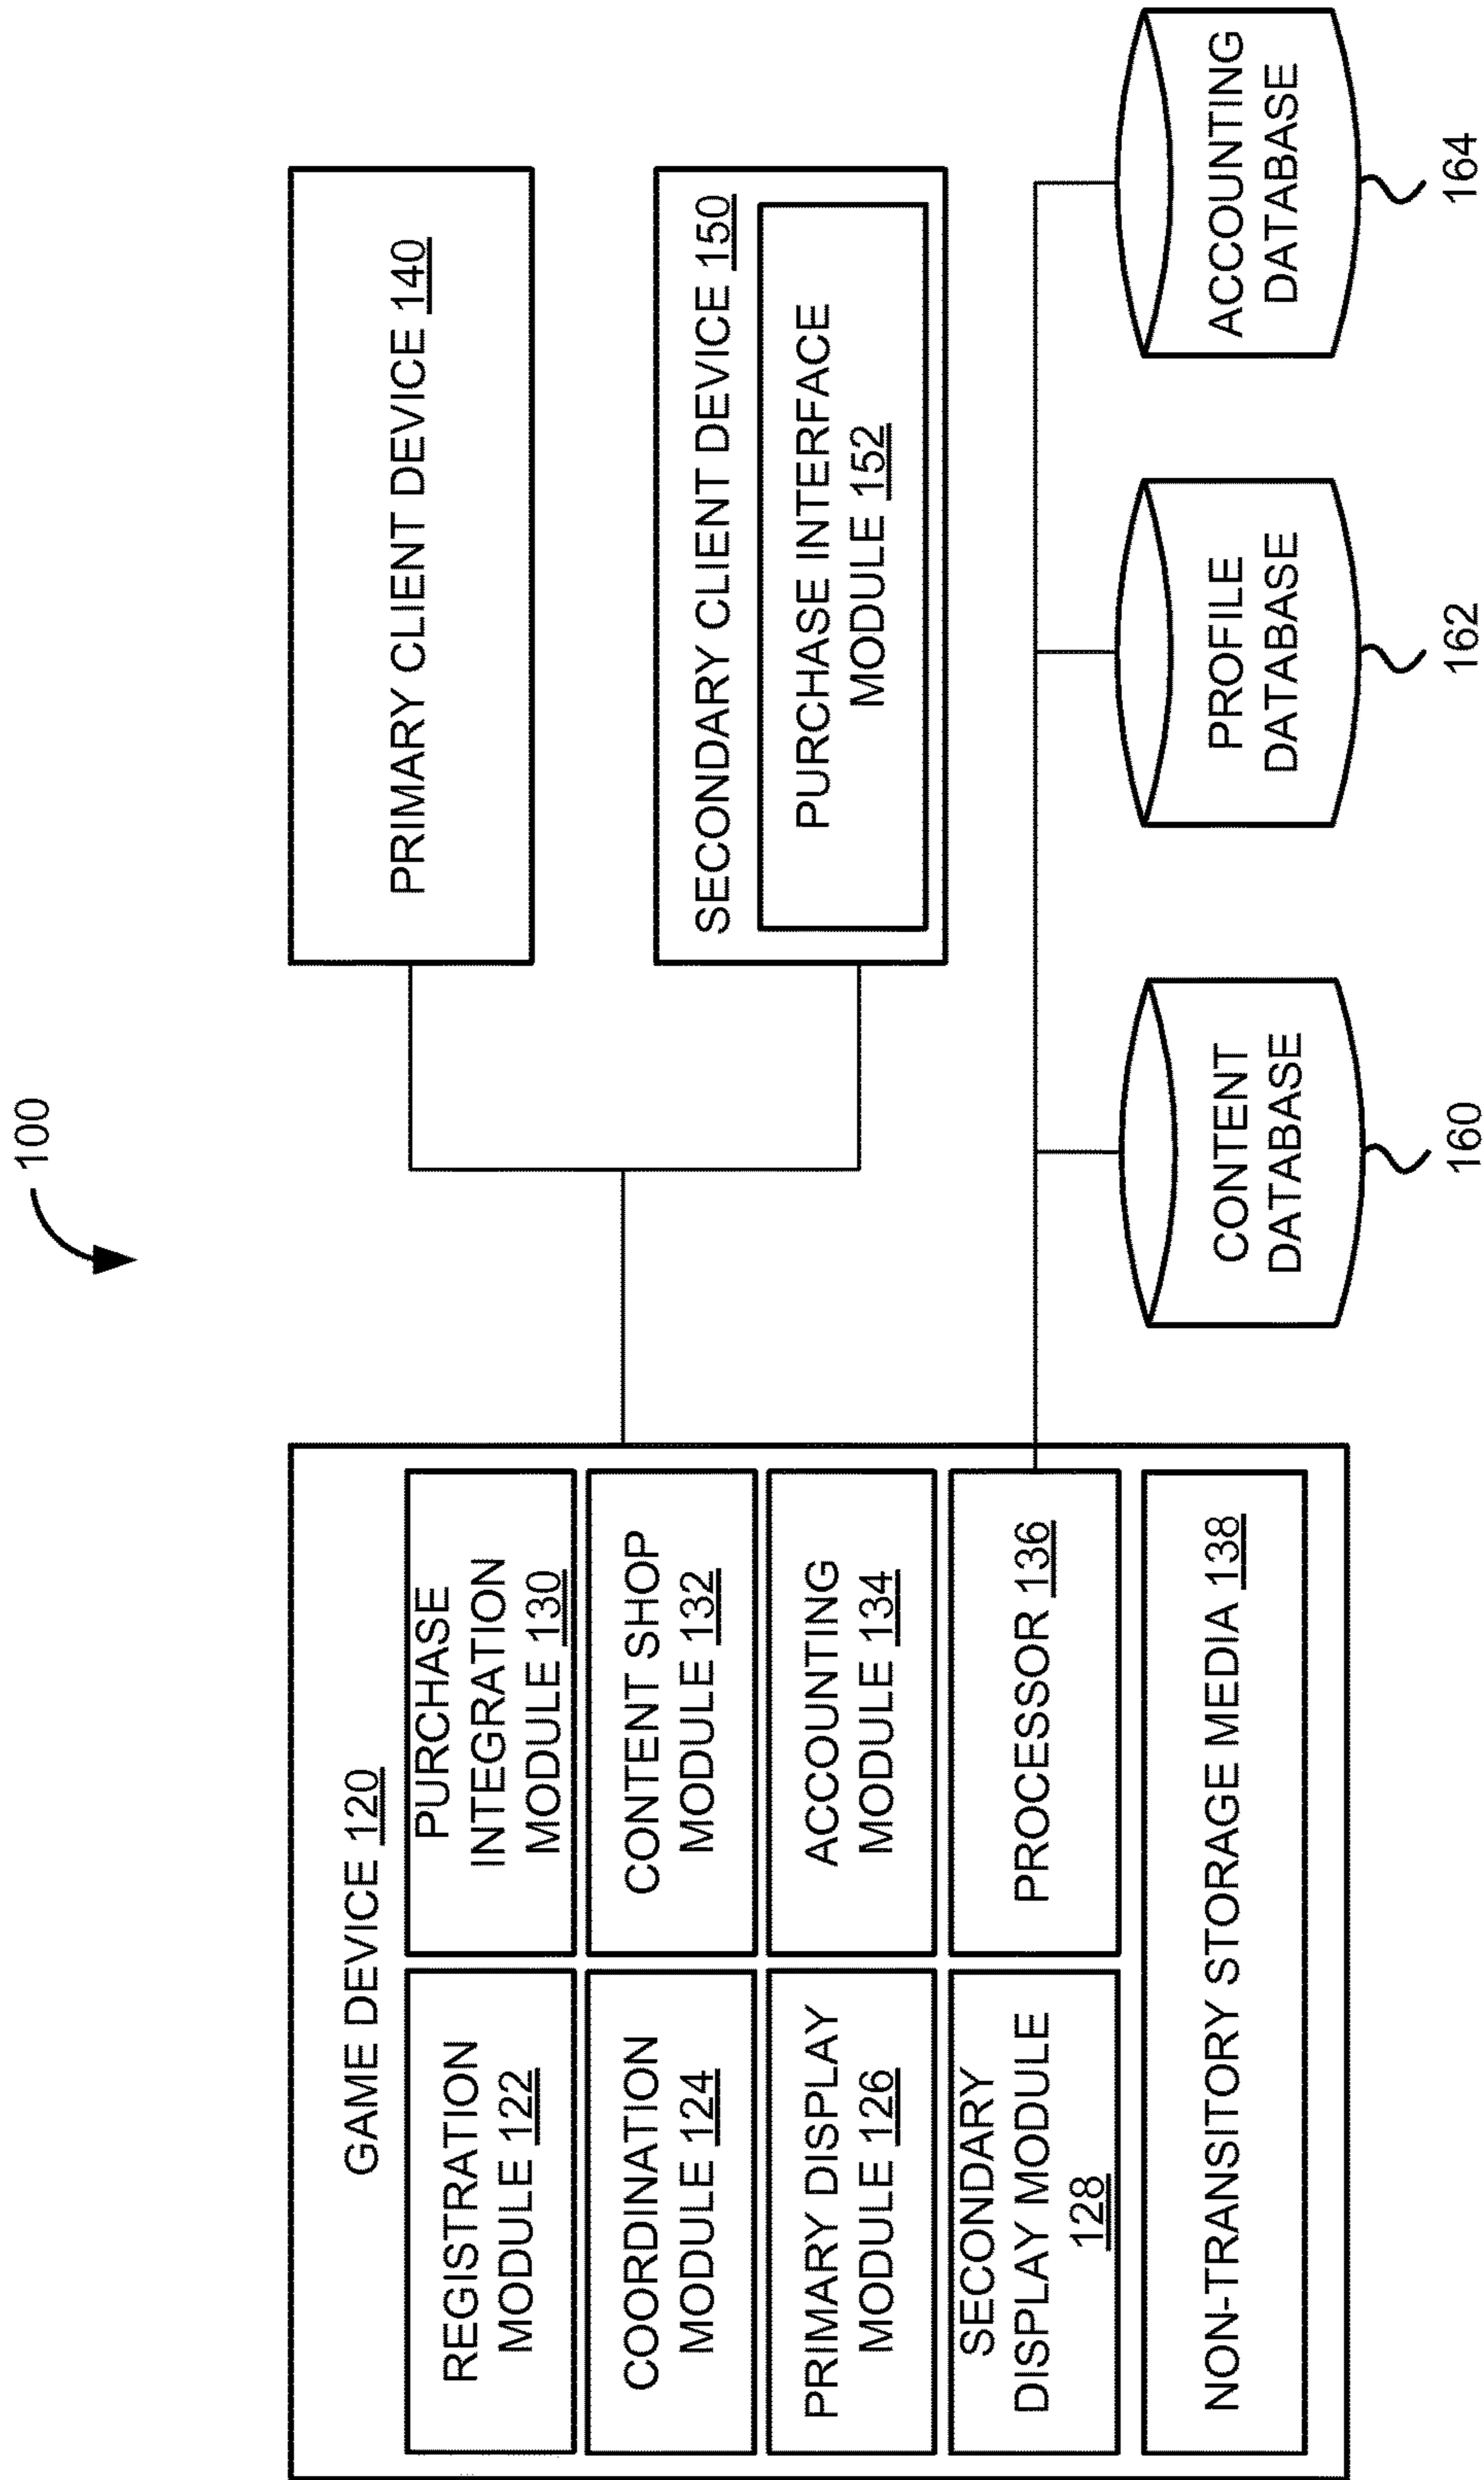 100
GAME DEVICE 120
REGISTRATION
MODULE 122
COORDINATION
MODULE 124
PRIMARY DISPLAY
MODULE 126
SECONDARY
DISPLAY MODULE
128
PURCHASE
INTEGRATION
MODULE 130
CONTENT SHOP
MODULE 132
ACCOUNTING
MODULE 134
PROCESSOR 136
NON-TRANSITORY STORAGE MEDIA 138
PRIMARY CLIENT DEVICE 140
SECONDARY CLIENT DEVICE 150
PURCHASE INTERFACE
MODULE 152
CONTENT
DATABASE
160
PROFILE
DATABASE
162
ACCOUNTING
DATABASE
164